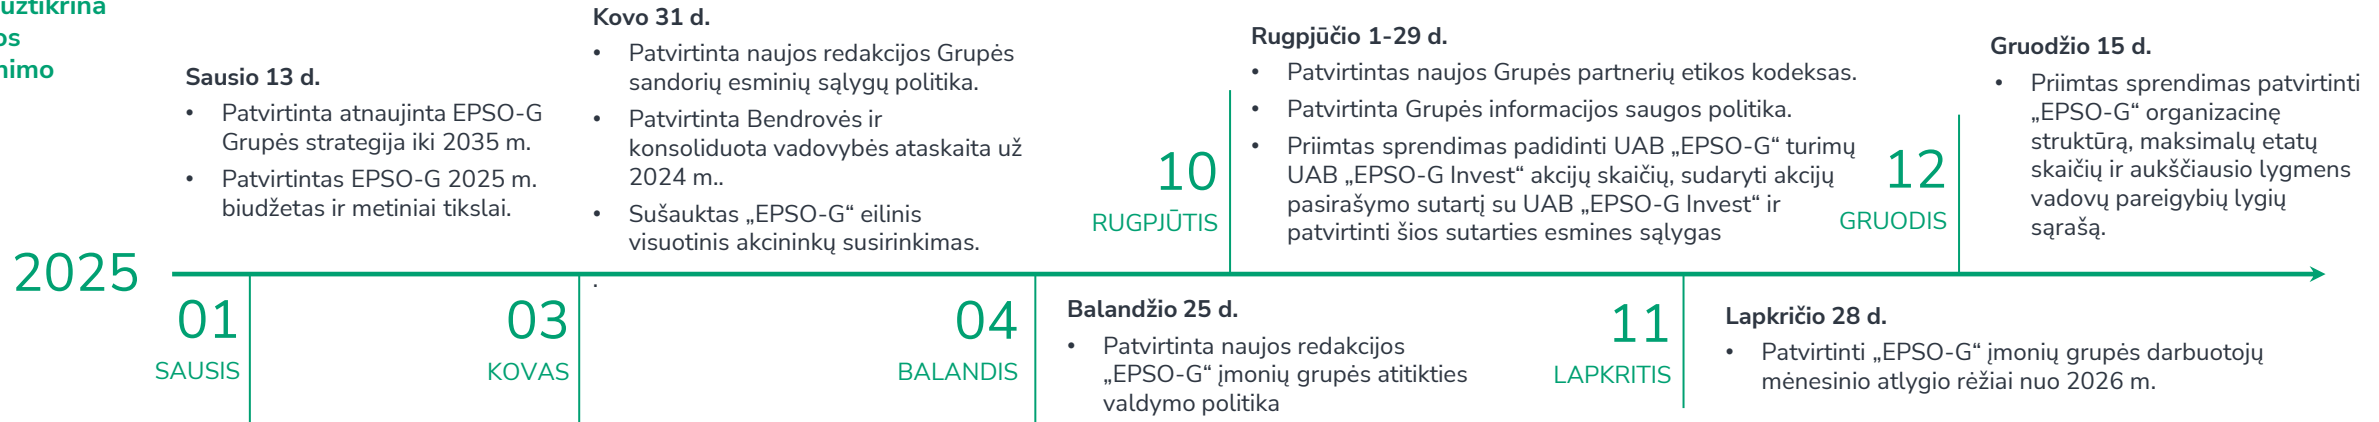 užtikrina
os
nimo
2025
01
SAUSIS
Sausio 13 d.
• Patvirtinta atnaujinta EPSO-G
Grupės strategija iki 2035 m.
• Patvirtintas EPSO-G 2025 m.
biudžetas ir metiniai tikslai.
03
KOVAS
Kovo 31 d.
• Patvirtinta naujos redakcijos Grupės
sandorių esminių sąlygų politika.
• Patvirtinta Bendrovės ir
konsoliduota vadovybės ataskaita už
2024 m..
• Sušauktas „EPSO-G“ eilinis
visuotinis akcininkų susirinkimas.
.
04
BALANDIS
Balandžio 25 d.
• Patvirtinta naujos redakcijos
„EPSO-G“ įmonių grupės atitikties
valdymo politika
10
RUGPJŪTIS
Rugpjūčio 1-29 d.
• Patvirtintas naujos Grupės partnerių etikos kodeksas.
• Patvirtinta Grupės informacijos saugos politika.
• Priimtas sprendimas padidinti UAB „EPSO-G“ turimų
UAB „EPSO-G Invest“ akcijų skaičių, sudaryti akcijų
pasirašymo sutartį su UAB „EPSO-G Invest“ ir
patvirtinti šios sutarties esmines sąlygas
11
LAPKRITIS
Lapkričio 28 d.
• Patvirtinti „EPSO-G“ įmonių grupės darbuotojų
mėnesinio atlygio rėžiai nuo 2026 m.
12
GRUODIS
Gruodžio 15 d.
• Priimtas sprendimas patvirtinti
„EPSO-G“ organizacinę
struktūrą, maksimalų etatų
skaičių ir aukščiausio lygmens
vadovų pareigybių lygių
sąrašą.